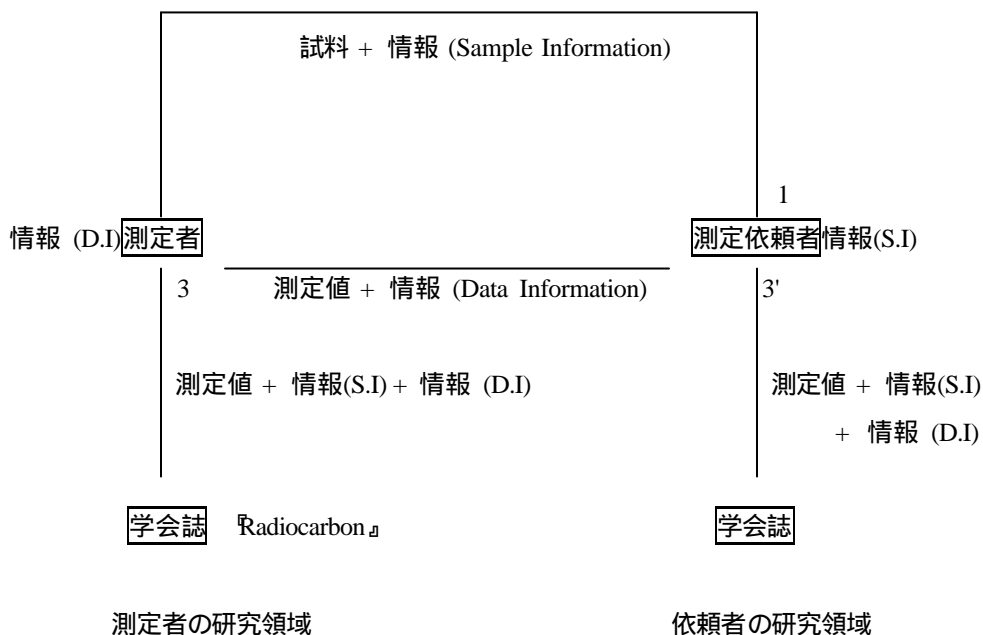 試料 + 情報 (Sample Information)
1
情報 (D.I) 測定者
測定依頼者 情報(S.I)
3 測定値 + 情報 (Data Information) 3'
測定値 + 情報(S.I) + 情報 (D.I)
測定値 + 情報(S.I)
+ 情報 (D.I)
学会誌 『Radiocarbon』
学会誌
測定者の研究領域
依頼者の研究領域